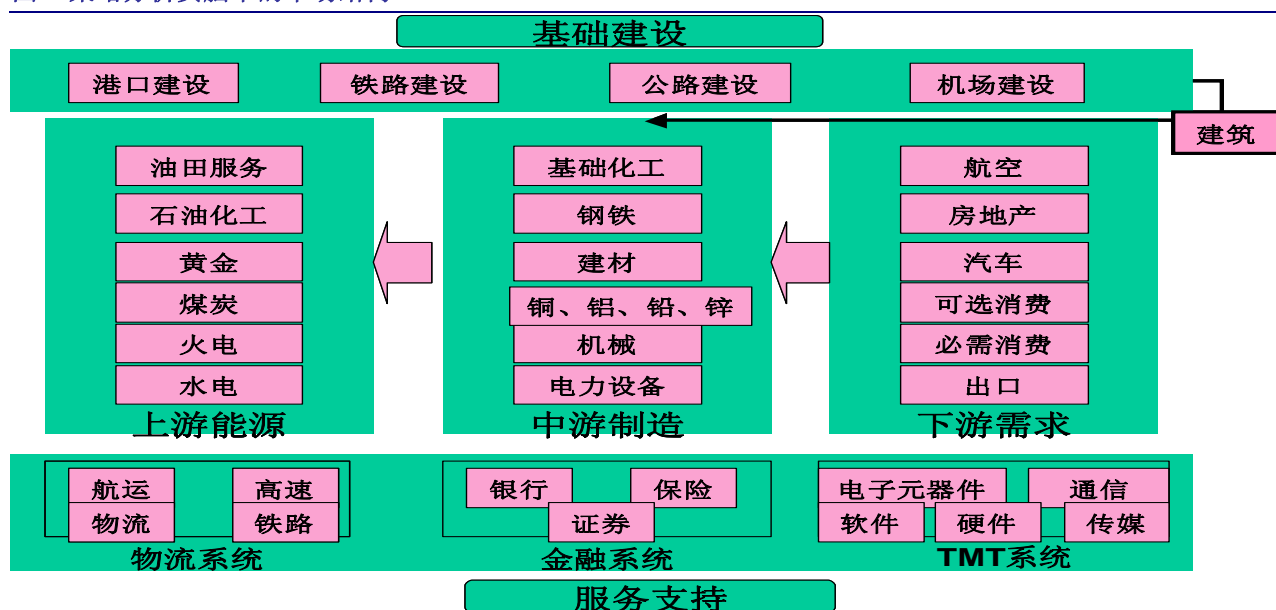 基础建设
港口建设 铁路建设 公路建设 机场建设
建筑
油田服务
石油化工
黄金
煤炭
火电
水电
上游能源
基础化工
钢铁
建材
铜、铝、铅、锌
机械
电力设备
中游制造
航空
房地产
汽车
可选消费
必需消费
出口
下游需求
航运 高速
物流 铁路
物流系统
银行 保险
证券
金融系统
电子元器件 通信
软件 硬件 传媒
TMT系统
服务支持